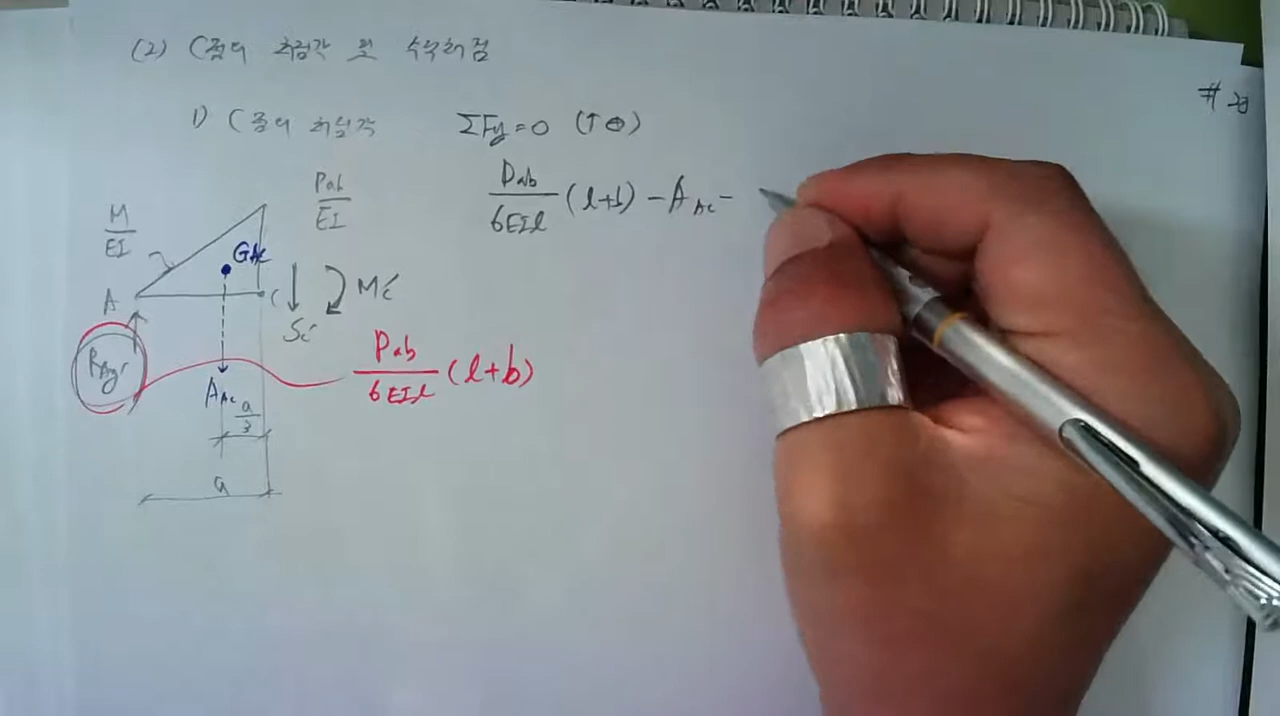 (2) C점의 처짐각 및 수직처짐
#20
1) C점의 처짐각 ΣFy=0 (↑⊕)
Pab/6EIl (l+b) - A_AC -
Pab/EI
M/EI
G_AC
A C
Sc' Mc'
R_Ay'
Pab/6EIl (l+b)
A_AC
a/3
a